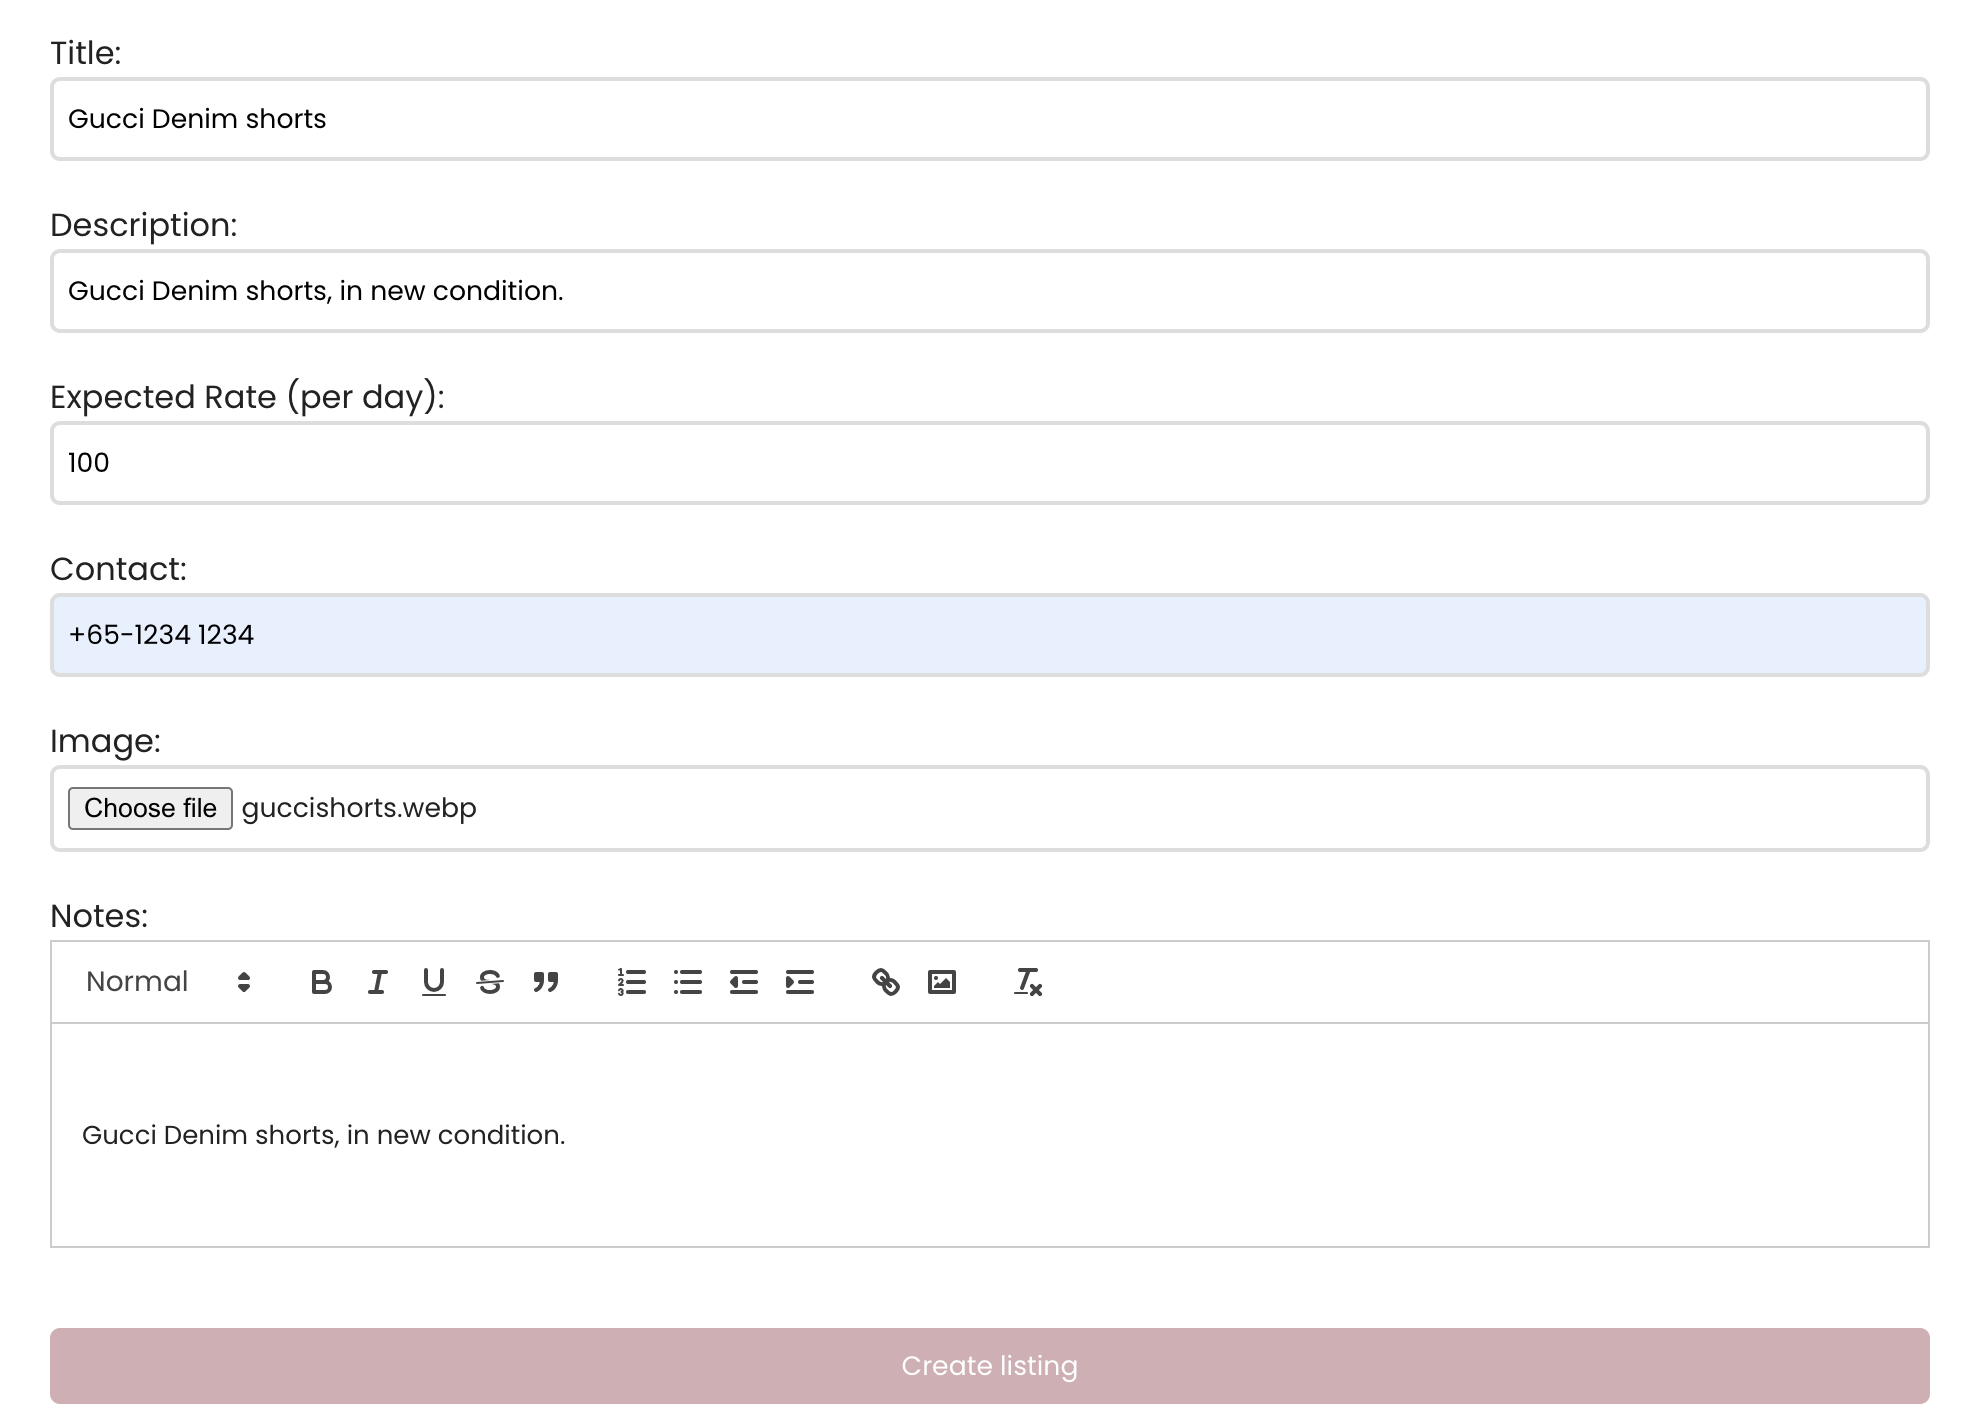 Title:
Gucci Denim shorts
Description:
Gucci Denim shorts, in new condition.
Expected Rate (per day):
100
Contact:
+65-1234 1234
Image:
Choose file guccishorts.webp
Notes:
Normal
Gucci Denim shorts, in new condition.
Create listing